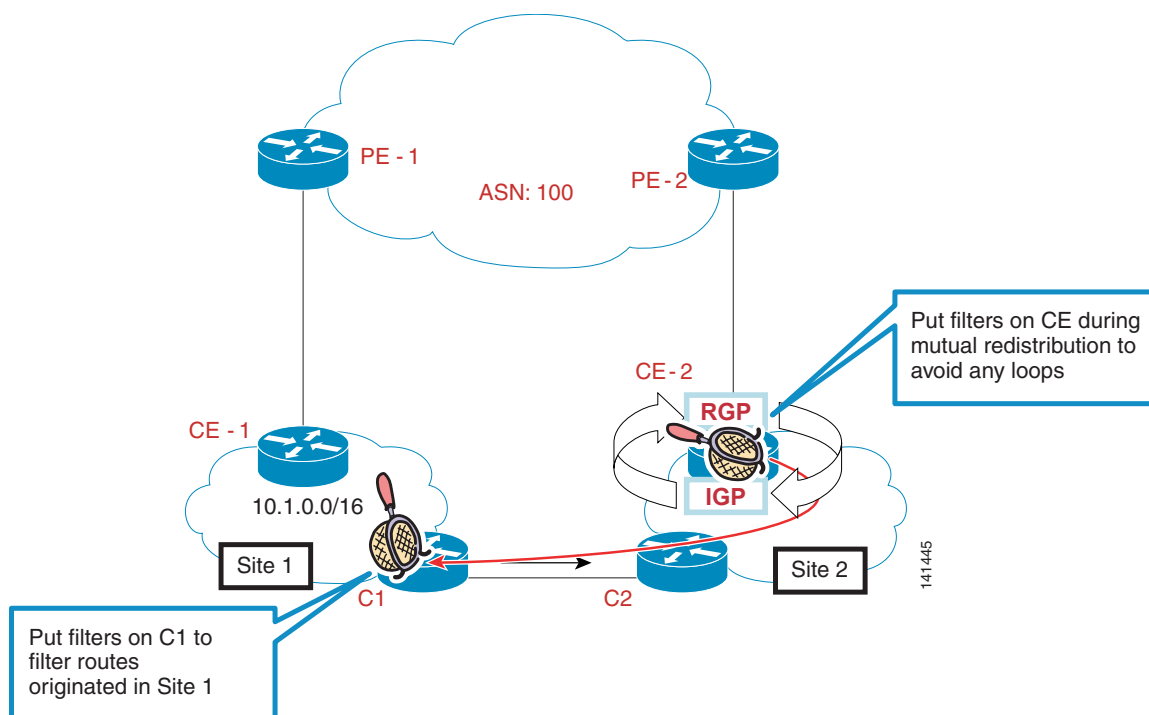 PE - 1
PE - 2
ASN: 100
Put filters on CE during
mutual redistribution to
avoid any loops
CE - 2
RGP
CE - 1
IGP
10.1.0.0/16
Site 1
Site 2
141445
C1
C2
Put filters on C1 to
filter routes
originated in Site 1